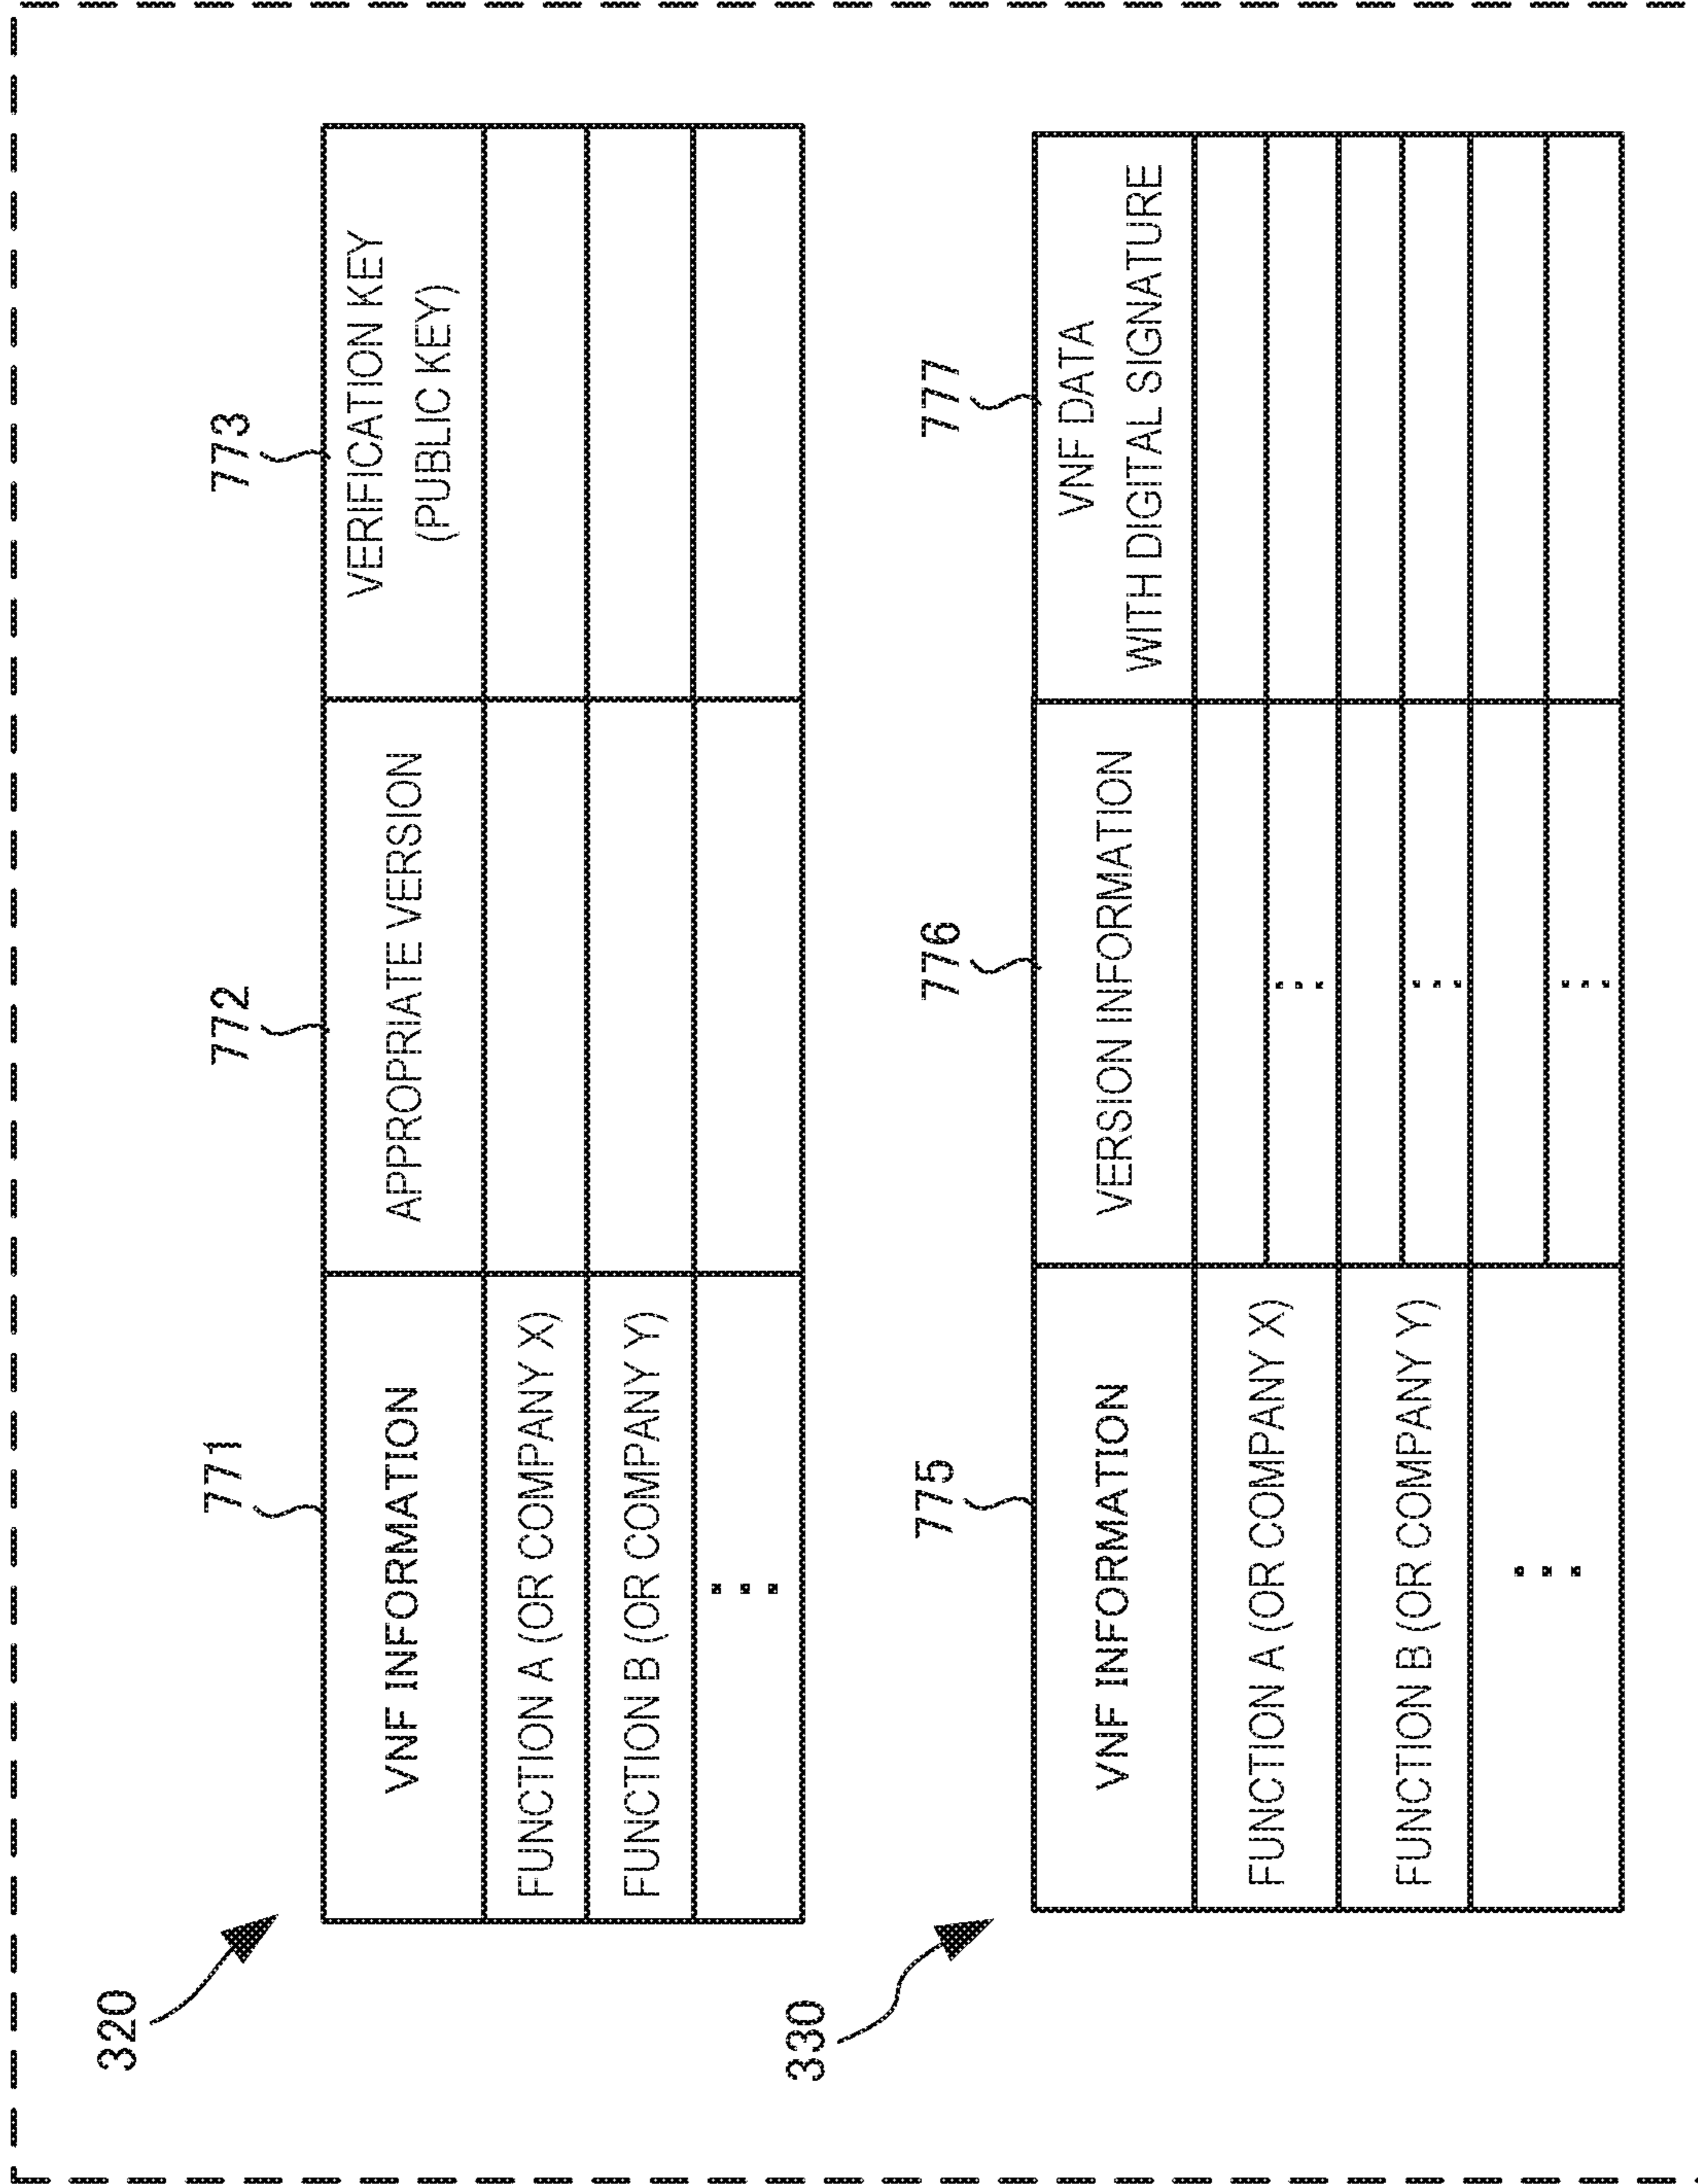 320
771
772
773
VNF INFORMATION
APPROPRIATE VERSION
VERIFICATION KEY
(PUBLIC KEY)
FUNCTION A (OR COMPANY X)
FUNCTION B (OR COMPANY Y)
...
330
775
776
777
VNF INFORMATION
VERSION INFORMATION
VNF DATA
WITH DIGITAL SIGNATURE
FUNCTION A (OR COMPANY X)
...
FUNCTION B (OR COMPANY Y)
...
...
...